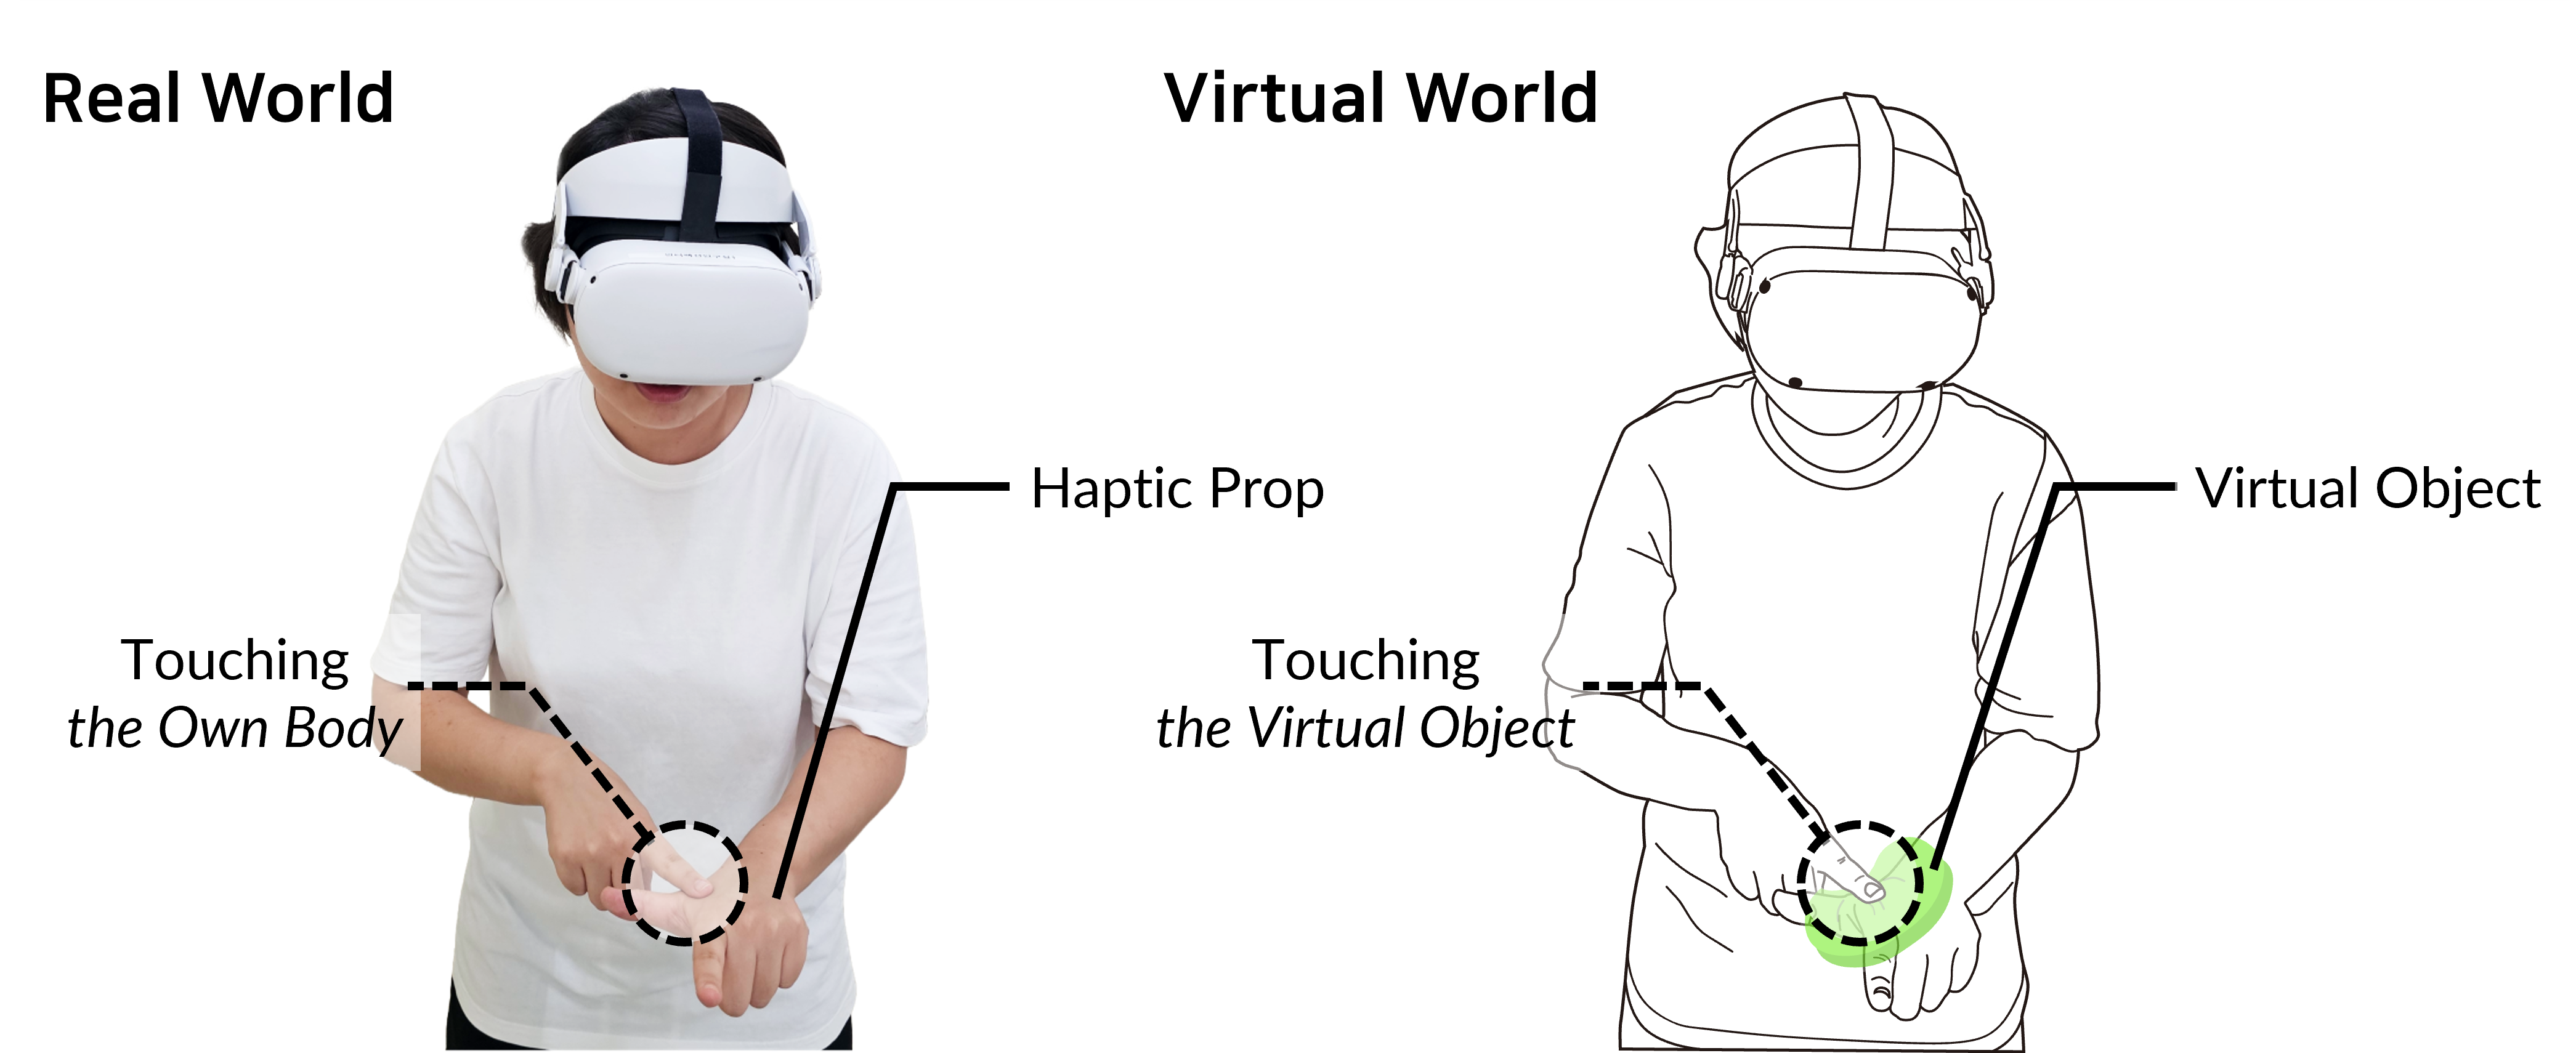 Real World
Haptic Prop
Touching
the Own Body
Virtual World
Virtual Object
Touching
the Virtual Object